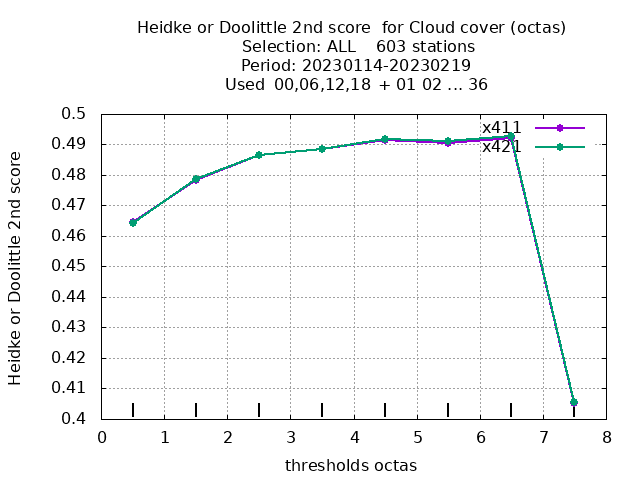 Heidke or Doolittle 2nd score  for Cloud cover (octas)
Selection: ALL    603 stations
Period: 20230114-20230219
Used  00,06,12,18 + 01 02 ... 36
x411
x421
Heidke or Doolittle 2nd score
0.5
0.49
0.48
0.47
0.46
0.45
0.44
0.43
0.42
0.41
0.4
0 1 2 3 4 5 6 7 8
thresholds octas